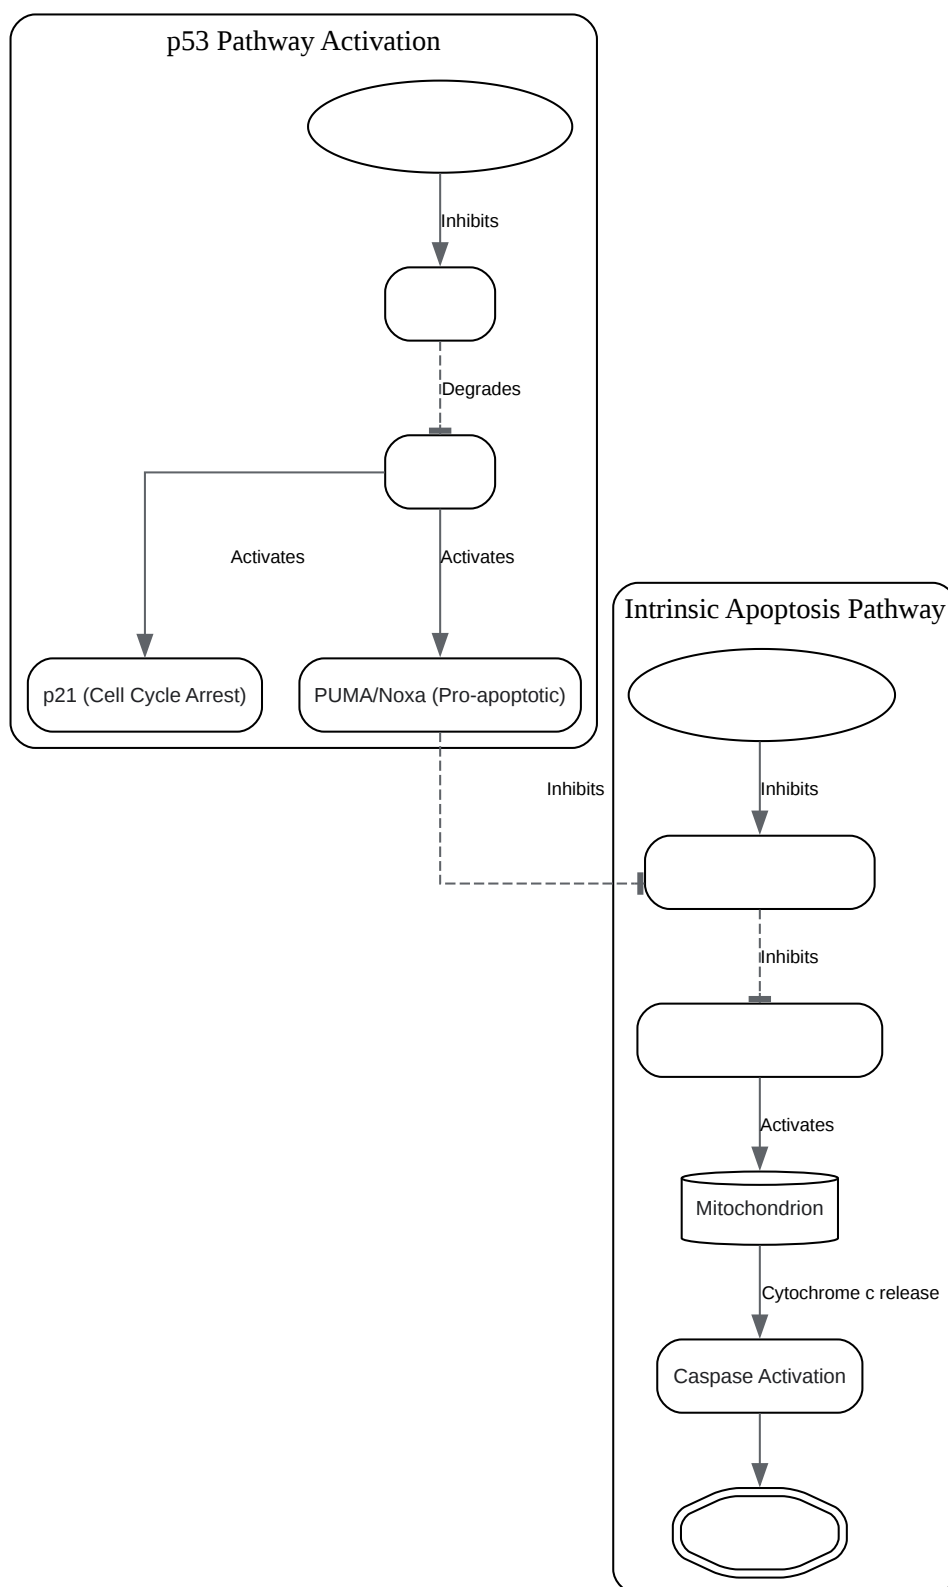 p53 Pathway Activation
Inhibits
Degrades
Activates
Activates
p21 (Cell Cycle Arrest)
PUMA/Noxa (Pro-apoptotic)
Inhibits
Intrinsic Apoptosis Pathway
Inhibits
Inhibits
Activates
Mitochondrion
Cytochrome c release
Caspase Activation